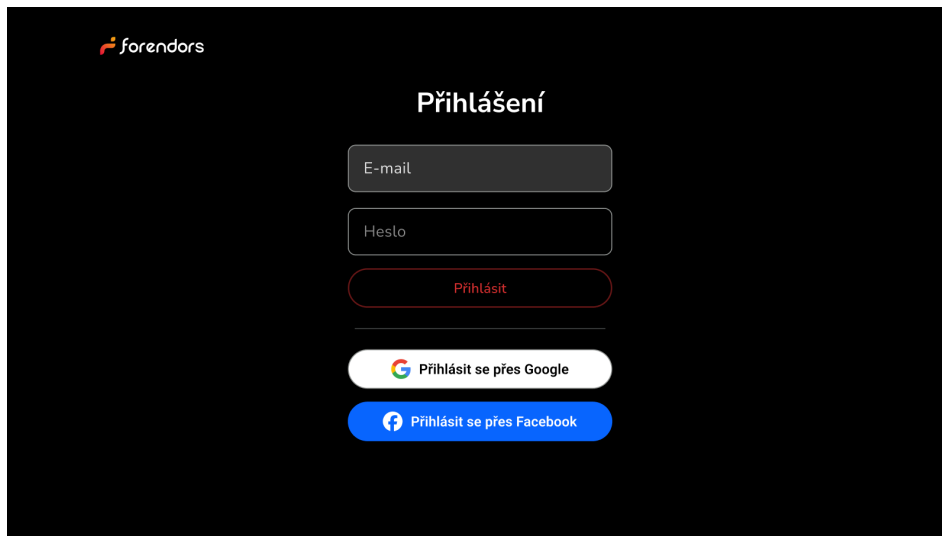 forendors
Přihlášení
E-mail
Heslo
Přihlásit
Přihlásit se přes Google
Přihlásit se přes Facebook